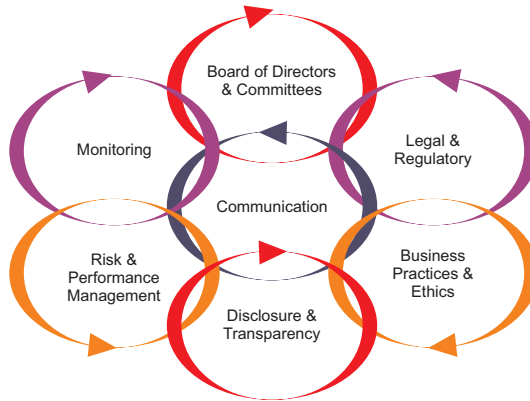 Board of Directors
& Committees
Monitoring
Legal &
Regulatory
Communication
Risk &
Performance
Management
Business
Practices &
Ethics
Disclosure &
Transparency